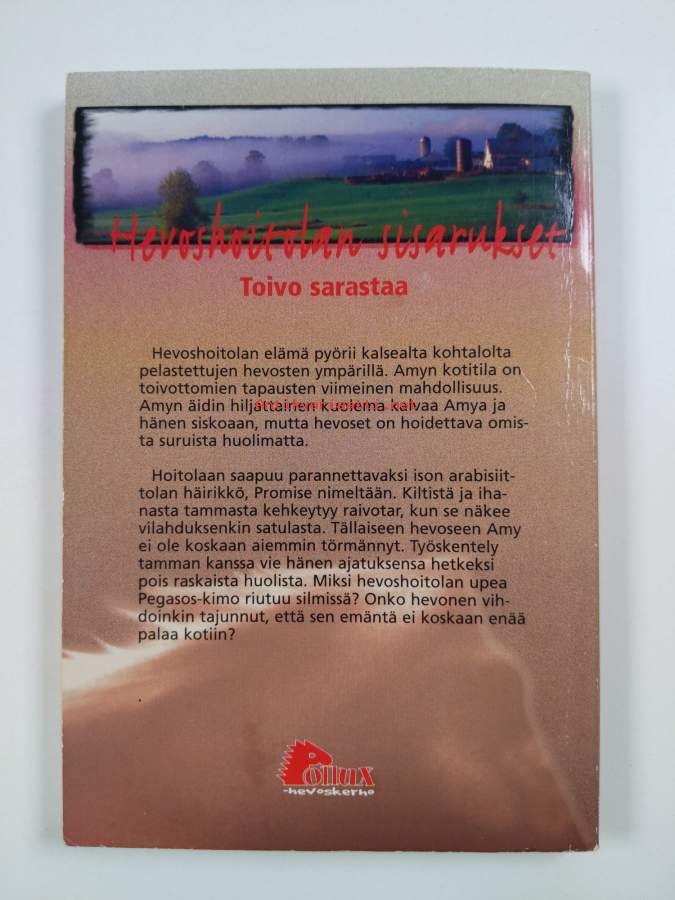 Hevoshoitolan sisarukset
Toivo sarastaa
Hevoshoitolan elämä pyörii kalsealta kohtalolta
pelastettujen hevosten ympärillä. Amyn kotitila on
toivottomien tapausten viimeinen mahdollisuus.
Amyn äidin hiljattainen kuolema kalvaa Amya ja
hänen siskoaan, mutta hevoset on hoidettava omis-
ta suruista huolimatta.
Hoitolaan saapuu parannettavaksi ison arabisiit-
tolan häirikkö, Promise nimeltään. Kiltistä ja iha-
nasta tammasta kehkeytyy raivotar, kun se näkee
vilahduksenkin satulasta. Tällaiseen hevoseen Amy
ei ole koskaan aiemmin törmännyt. Työskentely
tamman kanssa vie hänen ajatuksensa hetkeksi
pois raskaista huolista. Miksi hevoshoitolan upea
Pegasos-kimo riutuu silmissä? Onko hevonen vih-
doinkin tajunnut, että sen emäntä ei koskaan enää
palaa kotiin?
Pollux
-hevoskerho